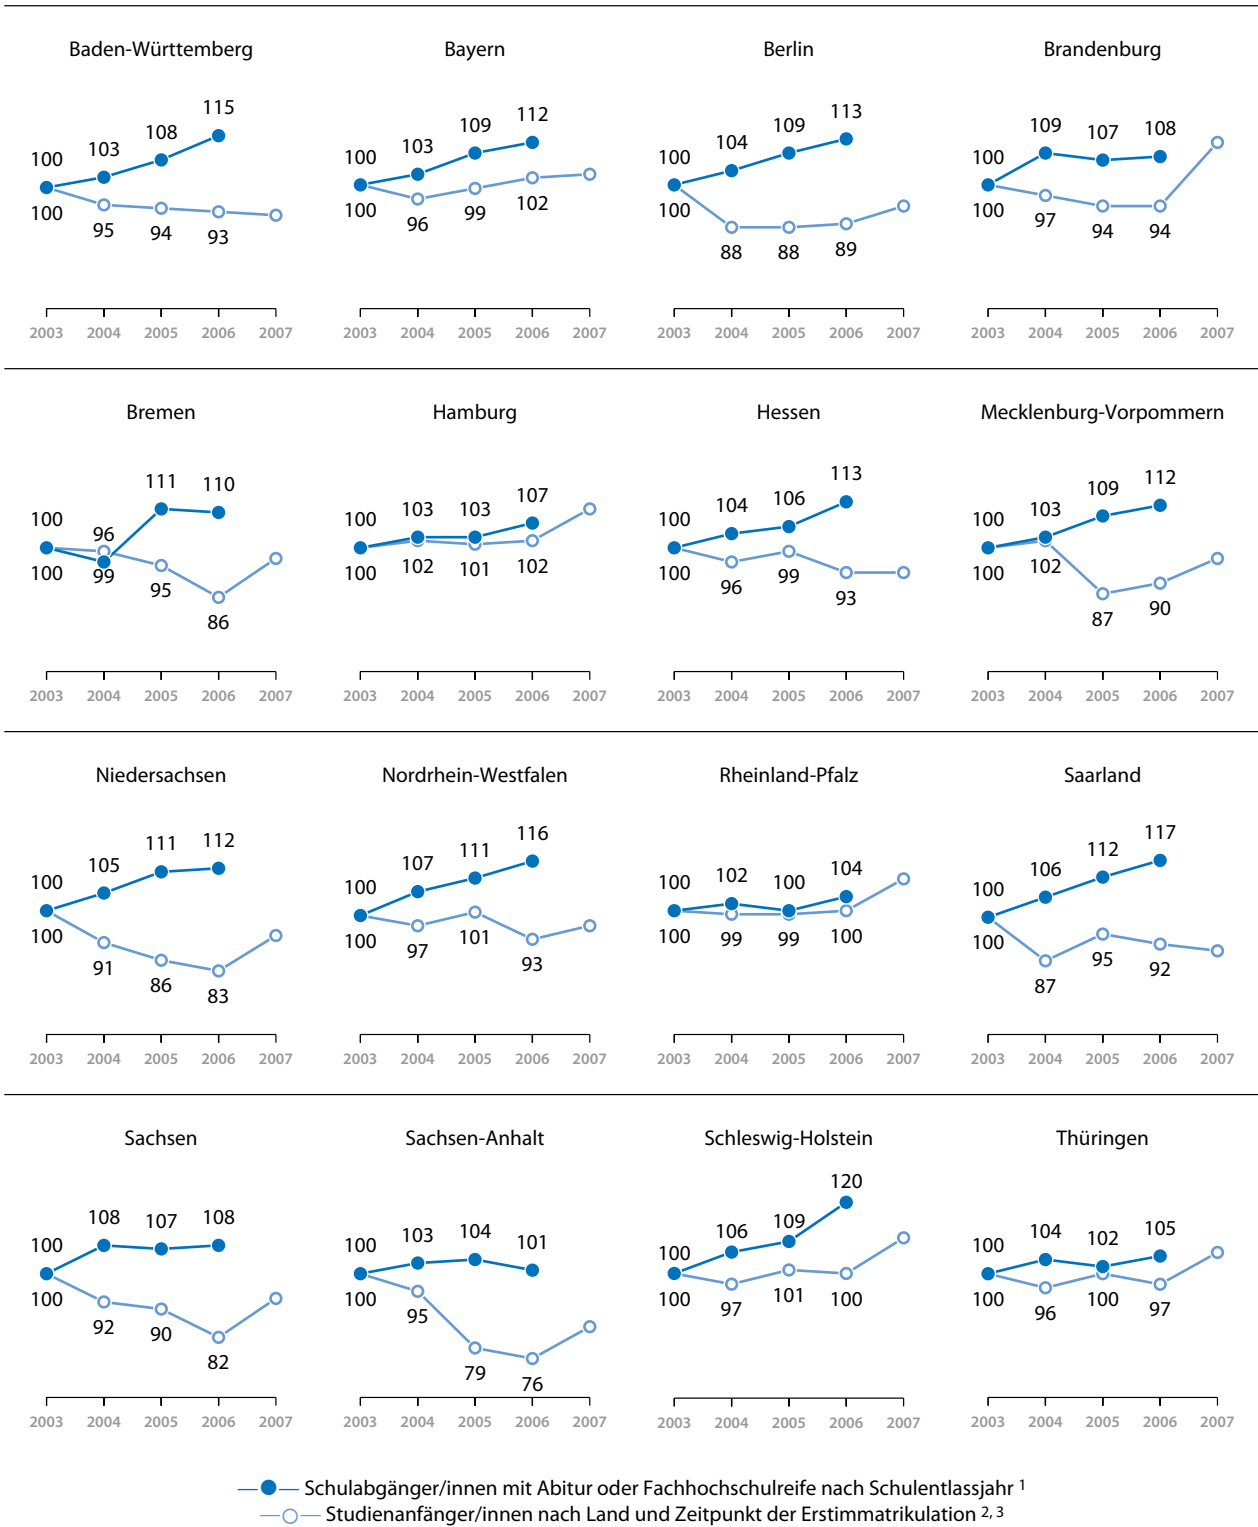 Baden-Württemberg Bayern Berlin Brandenburg
100 103 108 115
100 95 94 93
100 103 109 112
100 96 99 102
100 104 109 113
100 88 88 89
100 109 107 108
100 97 94 94
2003 2004 2005 2006 2007 2003 2004 2005 2006 2007 2003 2004 2005 2006 2007 2003 2004 2005 2006 2007
Bremen Hamburg Hessen Mecklenburg-Vorpommern
100 96 111 110
100 99 95 86
100 103 103 107
100 102 101 102
100 104 106 113
100 96 99 93
100 103 109 112
100 102 87 90
2003 2004 2005 2006 2007 2003 2004 2005 2006 2007 2003 2004 2005 2006 2007 2003 2004 2005 2006 2007
Niedersachsen Nordrhein-Westfalen Rheinland-Pfalz Saarland
100 105 111 112
100 91 86 83
100 107 111 116
100 97 101 93
100 102 100 104
100 99 99 100
100 106 112 117
100 87 95 92
2003 2004 2005 2006 2007 2003 2004 2005 2006 2007 2003 2004 2005 2006 2007 2003 2004 2005 2006 2007
Sachsen Sachsen-Anhalt Schleswig-Holstein Thüringen
100 108 107 108
100 92 90 82
100 103 104 101
100 95 79 76
100 106 109 120
100 97 101 100
100 104 102 105
100 96 100 97
2003 2004 2005 2006 2007 2003 2004 2005 2006 2007 2003 2004 2005 2006 2007 2003 2004 2005 2006 2007
Schulabgänger/innen mit Abitur oder Fachhochschulreife nach Schulentlassjahr 1
Studienanfänger/innen nach Land und Zeitpunkt der Erstimmatrikulation 2, 3